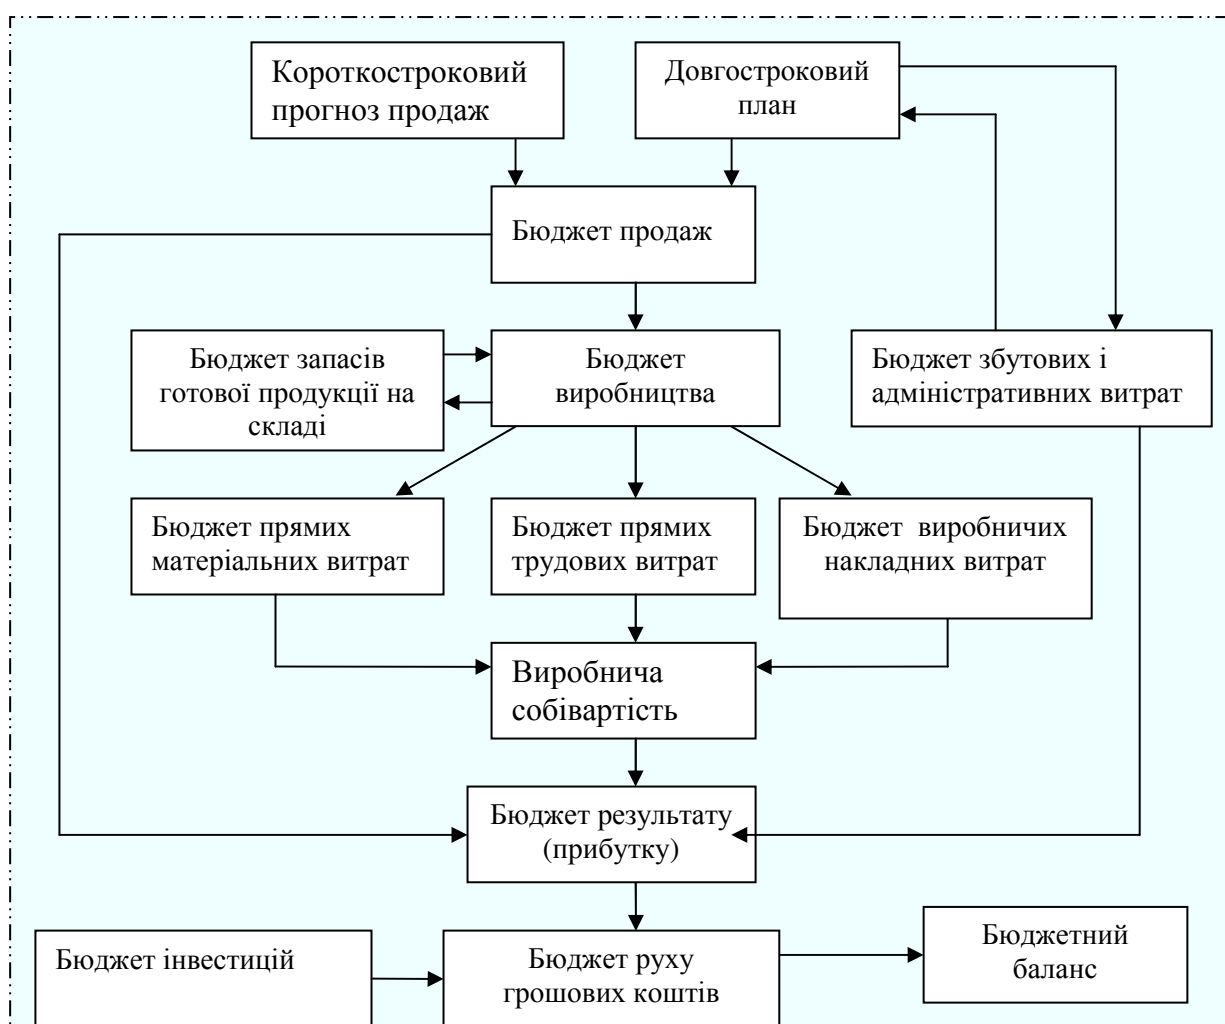 Короткостроковий
прогноз продаж
Довгостроковий
план
Бюджет продаж
Бюджет запасів
готової продукції на
складі
Бюджет
виробництва
Бюджет збутових і
адміністративних витрат
Бюджет прямих
матеріальних витрат
Бюджет прямих
трудових витрат
Бюджет виробничих
накладних витрат
Виробнича
собівартість
Бюджет результату
(прибутку)
Бюджет інвестицій
Бюджет руху
грошових коштів
Бюджетний
баланс